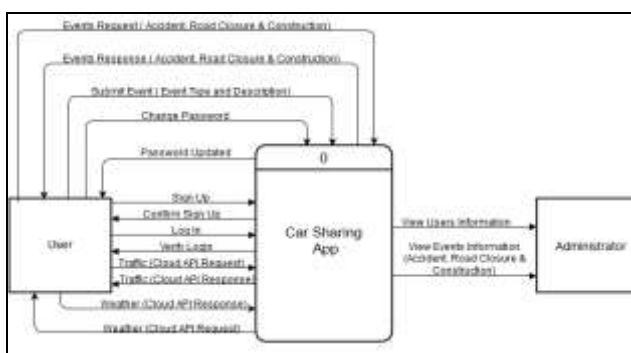 Events Request ( Accident, Road Closure & Construction)
Events Response ( Accident, Road Closure & Construction)
Submit Event ( Event Type and Description)
Change Password
Password Updated
0
Sign Up
Confirm Sign Up
Log In
Verify Login
Traffic (Cloud API Request)
Traffic (Cloud API Response)
Weather (Cloud API Response)
Weather (Cloud API Request)
User
Car Sharing
App
View Users Information
View Events Information
(Accident, Road Closure &
Construction)
Administrator